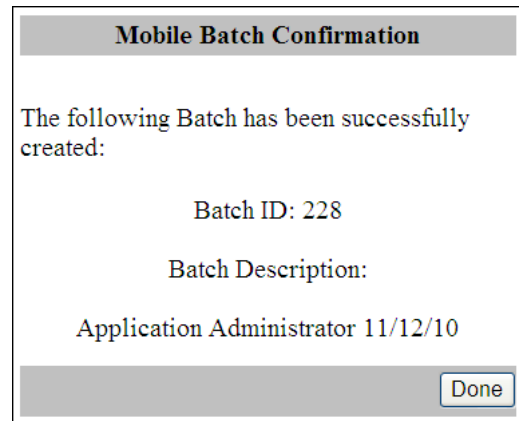 Mobile Batch Confirmation
The following Batch has been successfully
created:
Batch ID: 228
Batch Description:
Application Administrator 11/12/10
Done